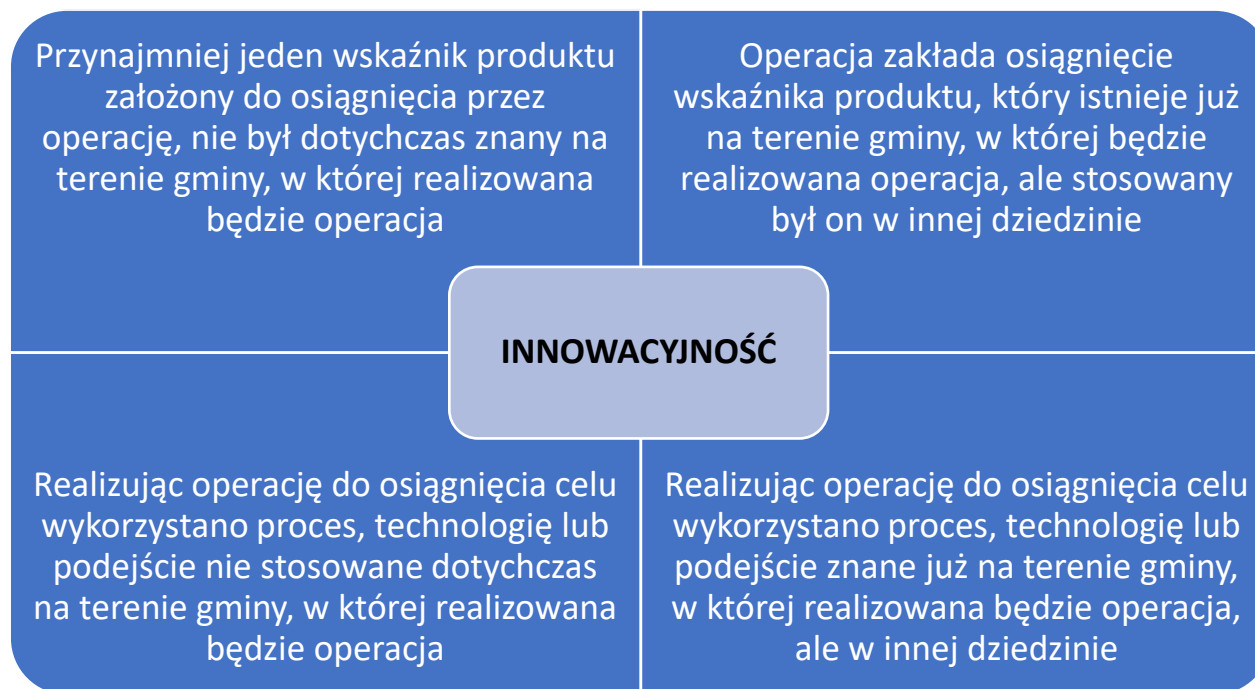 Przynajmniej jeden wskaźnik produktu
założony do osiągnięcia przez
operację, nie był dotychczas znany na
terenie gminy, w której realizowana
będzie operacja
Operacja zakłada osiągnięcie
wskaźnika produktu, który istnieje już
na terenie gminy, w której będzie
realizowana operacja, ale stosowany
był on w innej dziedzinie
INNOWACYJNOŚĆ
Realizując operację do osiągnięcia celu
wykorzystano proces, technologię lub
podejście nie stosowane dotychczas
na terenie gminy, w której realizowana
będzie operacja
Realizując operację do osiągnięcia celu
wykorzystano proces, technologię lub
podejście znane już na terenie gminy,
w której realizowana będzie operacja,
ale w innej dziedzinie